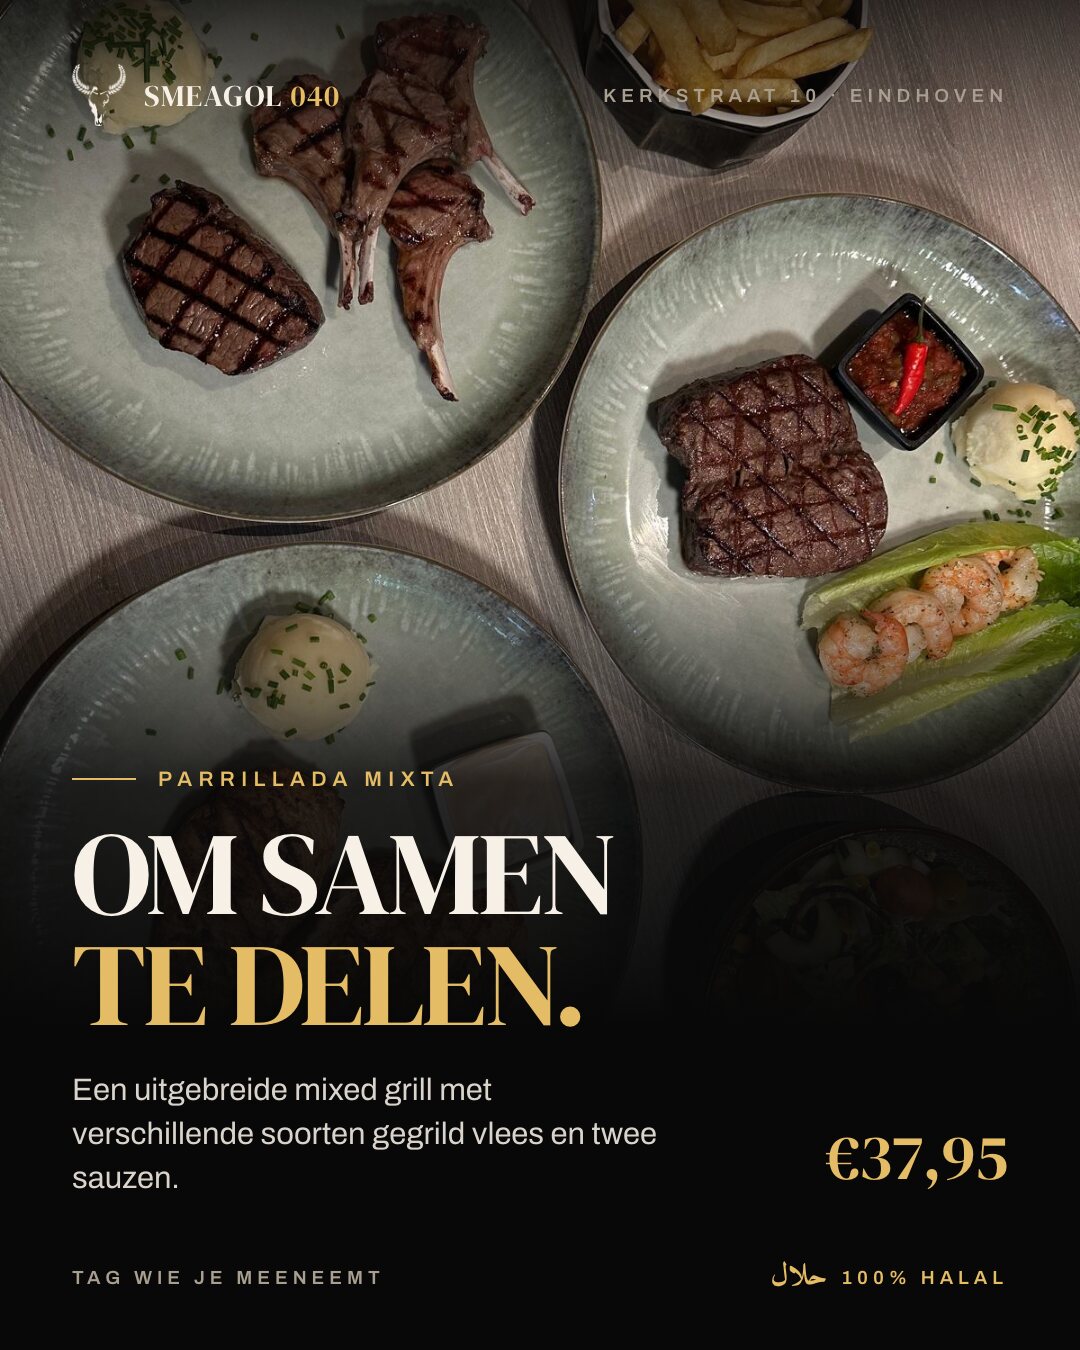 SMEAGOL 040
KERKSTRAAT 10 · EINDHOVEN
PARRILLADA MIXTA
OM SAMEN
TE DELEN.
Een uitgebreide mixed grill met
verschillende soorten gegrild vlees en twee
sauzen.
€37,95
TAG WIE JE MEENEEMT
حلال 100% HALAL